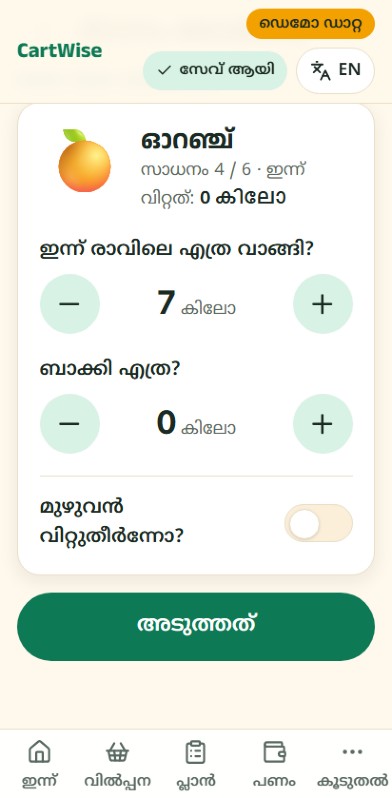 ഡെമോ ഡാറ്റ
CartWise
സേവ് ആയി
EN
ഓറഞ്ച്
സാധനം 4 / 6 · ഇന്ന്
വിറ്റത്: 0 കിലോ
ഇന്ന് രാവിലെ എത്ര വാങ്ങി?
− 7 കിലോ +
ബാക്കി എത്ര?
− 0 കിലോ +
മുഴുവൻ
വിറ്റുതീർന്നോ?
അടുത്തത്
ഇന്ന് വിൽപ്പന പ്ലാൻ പണം കൂടുതൽ